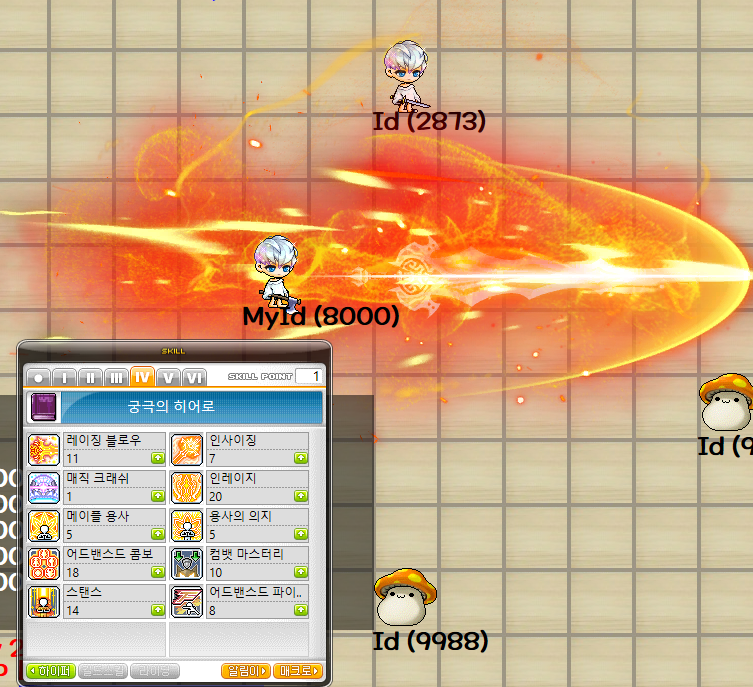 Id (2873)
MyId (8000)
SKILL
I II III IV V VI SKILL POINT 1
궁극의 히어로
레이징 블로우
11
인사이징
7
매직 크래쉬
1
인레이지
20
메이플 용사
5
용사의 의지
5
어드밴스드 콤보
18
컴뱃 마스터리
10
스탠스
14
어드밴스드 파이..
8
하이퍼 길드스킬 라이딩 알림이 매크로
Id (9
Id (9988)